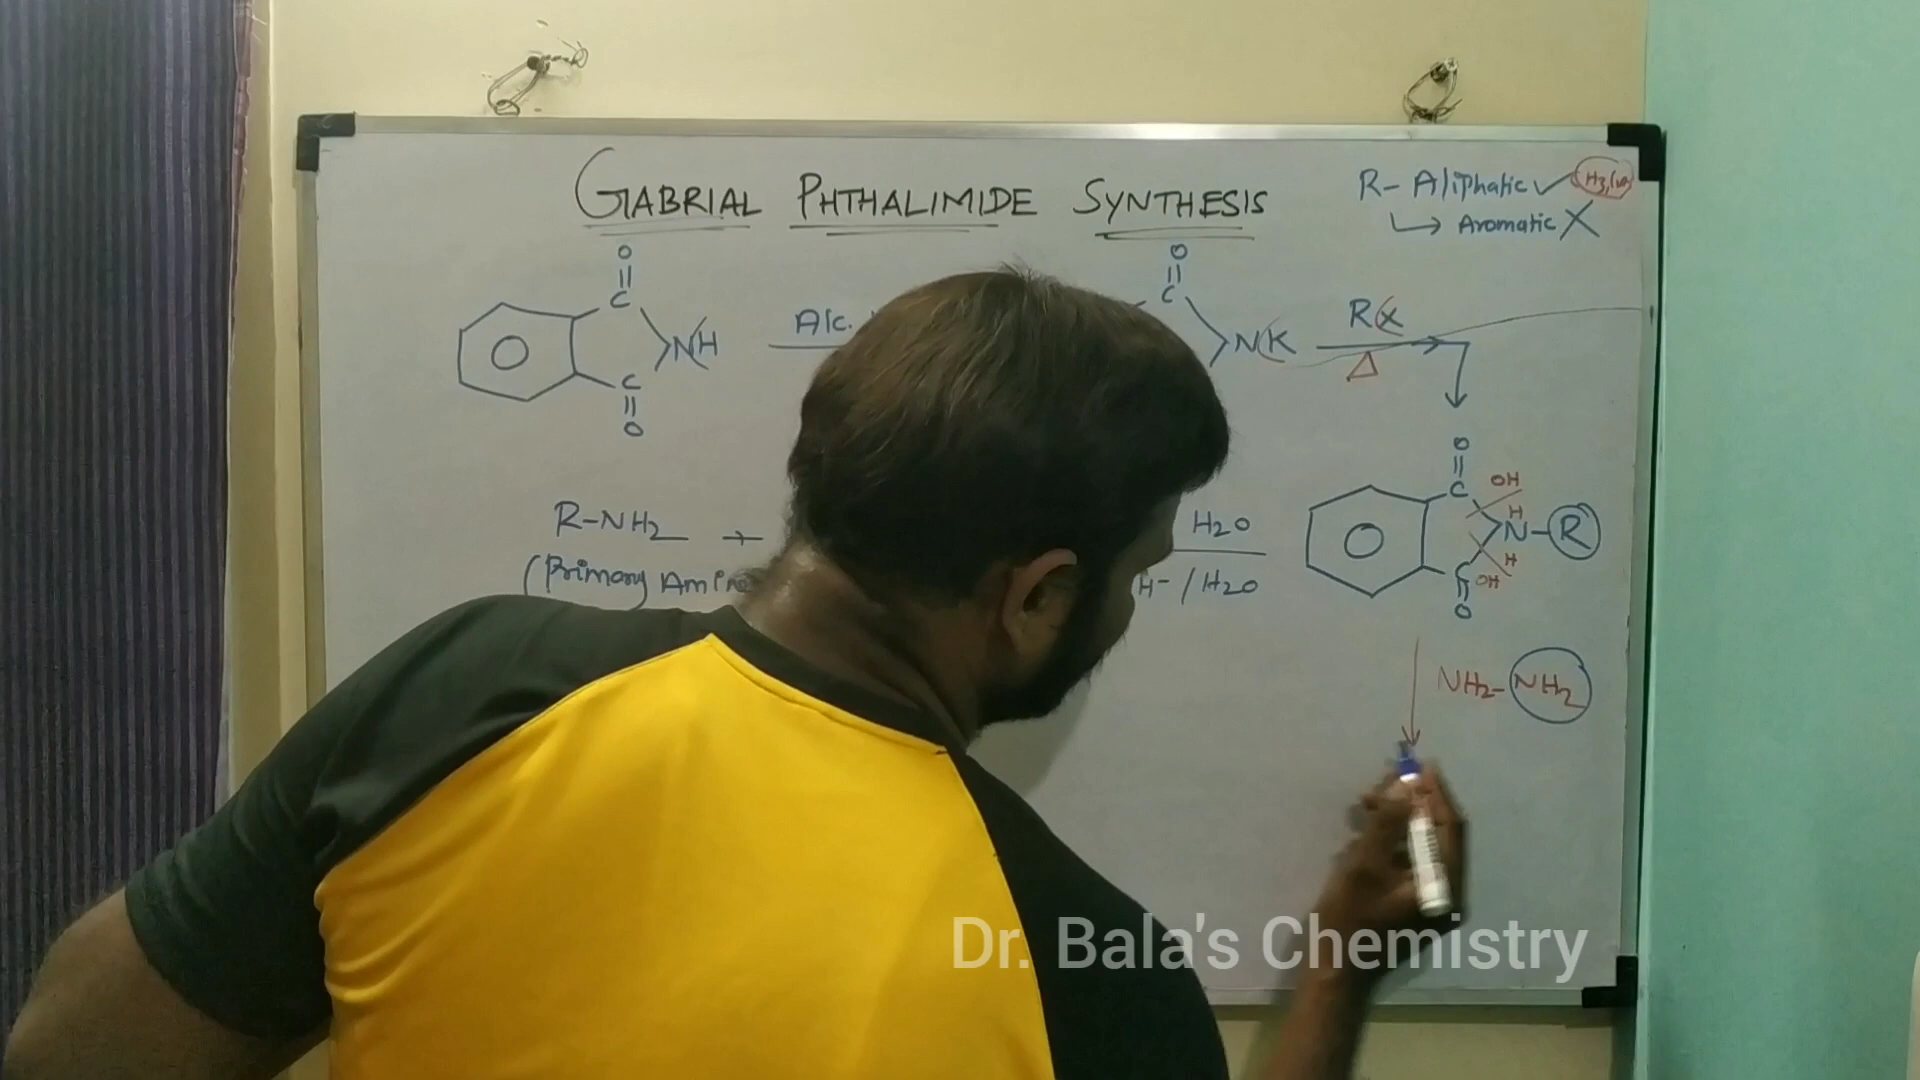 GABRIAL PHTHALIMIDE SYNTHESIS
R- Aliphatic ✓
↳ Aromatic X
O
O
||
||
C
C
Alc.
RX
NH
NK
Δ
C
||
O
O
||
C
OH
H
R-NH2 +
H2O
N-R
(Primary Amine
H- / H2O
H
C
OH
||
O
NH2-NH2
Dr. Bala's Chemistry